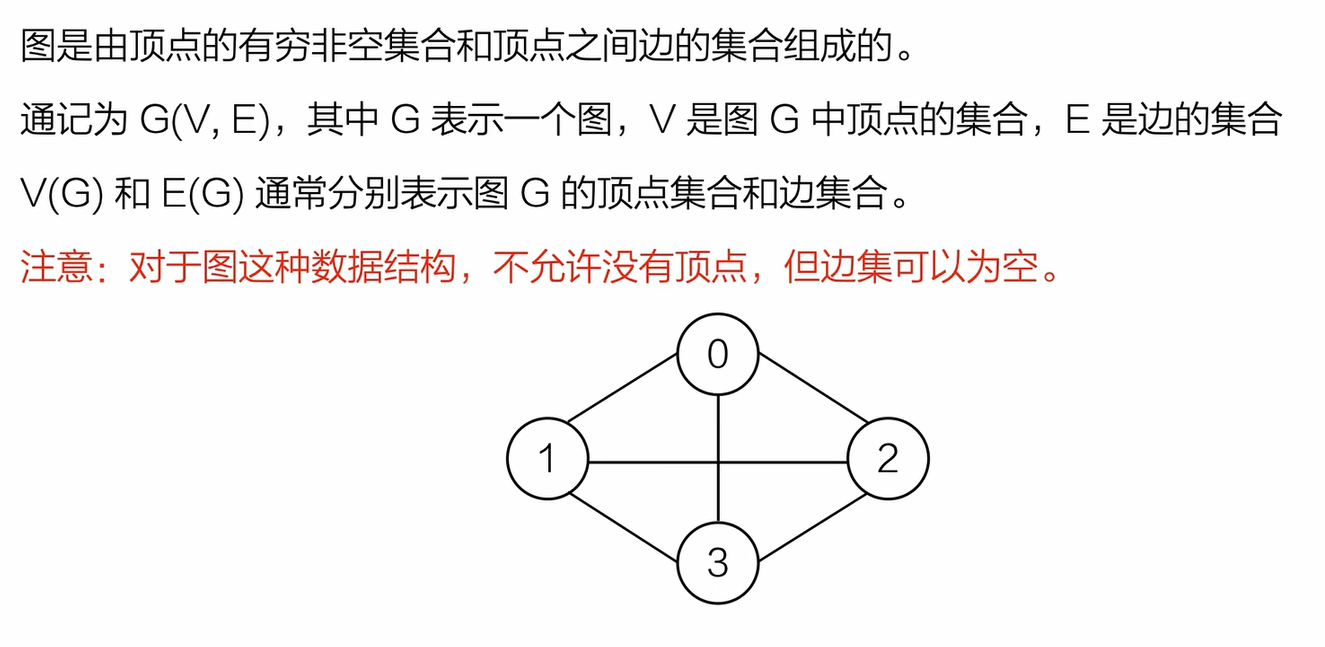 图是由顶点的有穷非空集合和顶点之间边的集合组成的。
通记为 G(V, E)，其中 G 表示一个图，V 是图 G 中顶点的集合，E 是边的集合
V(G) 和 E(G) 通常分别表示图 G 的顶点集合和边集合。
注意：对于图这种数据结构，不允许没有顶点，但边集可以为空。
0
1
2
3